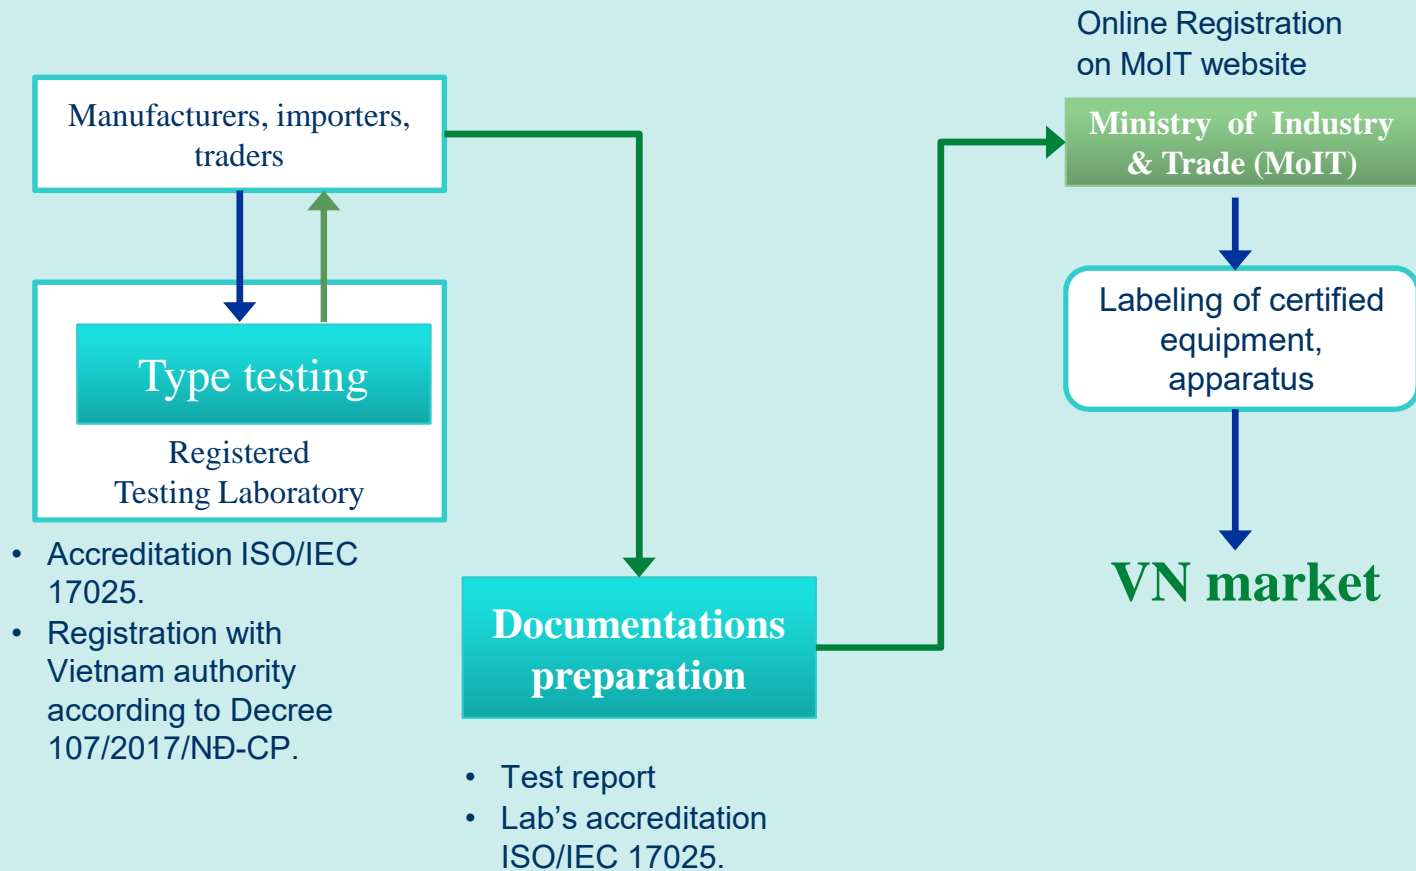 Manufacturers, importers,
traders
Type testing
Registered
Testing Laboratory
• Accreditation ISO/IEC
17025.
• Registration with
Vietnam authority
according to Decree
107/2017/NĐ-CP.
Documentations
preparation
• Test report
• Lab’s accreditation
ISO/IEC 17025.
Online Registration
on MoIT website
Ministry of Industry
& Trade (MoIT)
Labeling of certified
equipment,
apparatus
VN market